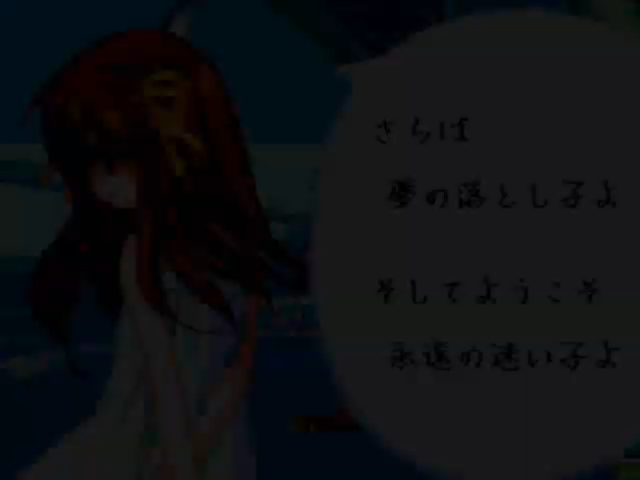 さらば
夢の落とし子よ
そしてようこそ
永遠の迷い子よ